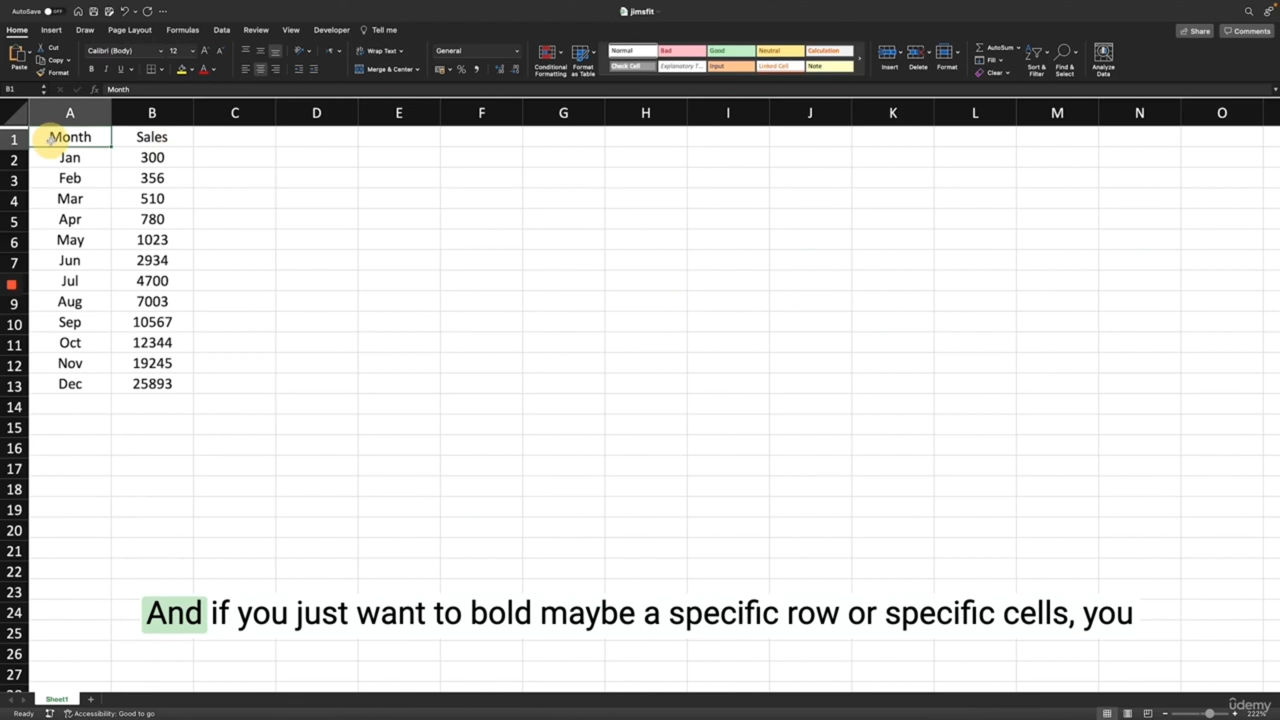 AutoSave OFF
jimsfit
Home Insert Draw Page Layout Formulas Data Review View Developer Tell me
Share Comments
Paste Cut Copy Format
Calibri (Body) 12
B I U
Wrap Text
Merge & Center
General
Conditional Formatting
Format as Table
Normal Bad Good Neutral Calculation
Check Cell Explanatory T... Input Linked Cell Note
Insert Delete Format
AutoSum Fill Clear
Sort & Filter
Find & Select
Analyze Data
B1 fx Month
A B C D E F G H I J K L M N O
1 Month Sales
2 Jan 300
3 Feb 356
4 Mar 510
5 Apr 780
6 May 1023
7 Jun 2934
Jul 4700
9 Aug 7003
10 Sep 10567
11 Oct 12344
12 Nov 19245
13 Dec 25893
14
15
16
17
18
19
20
21
22
23
24
25
26
27
And if you just want to bold maybe a specific row or specific cells, you
Sheet1
Ready Accessibility: Good to go
222%
udemy